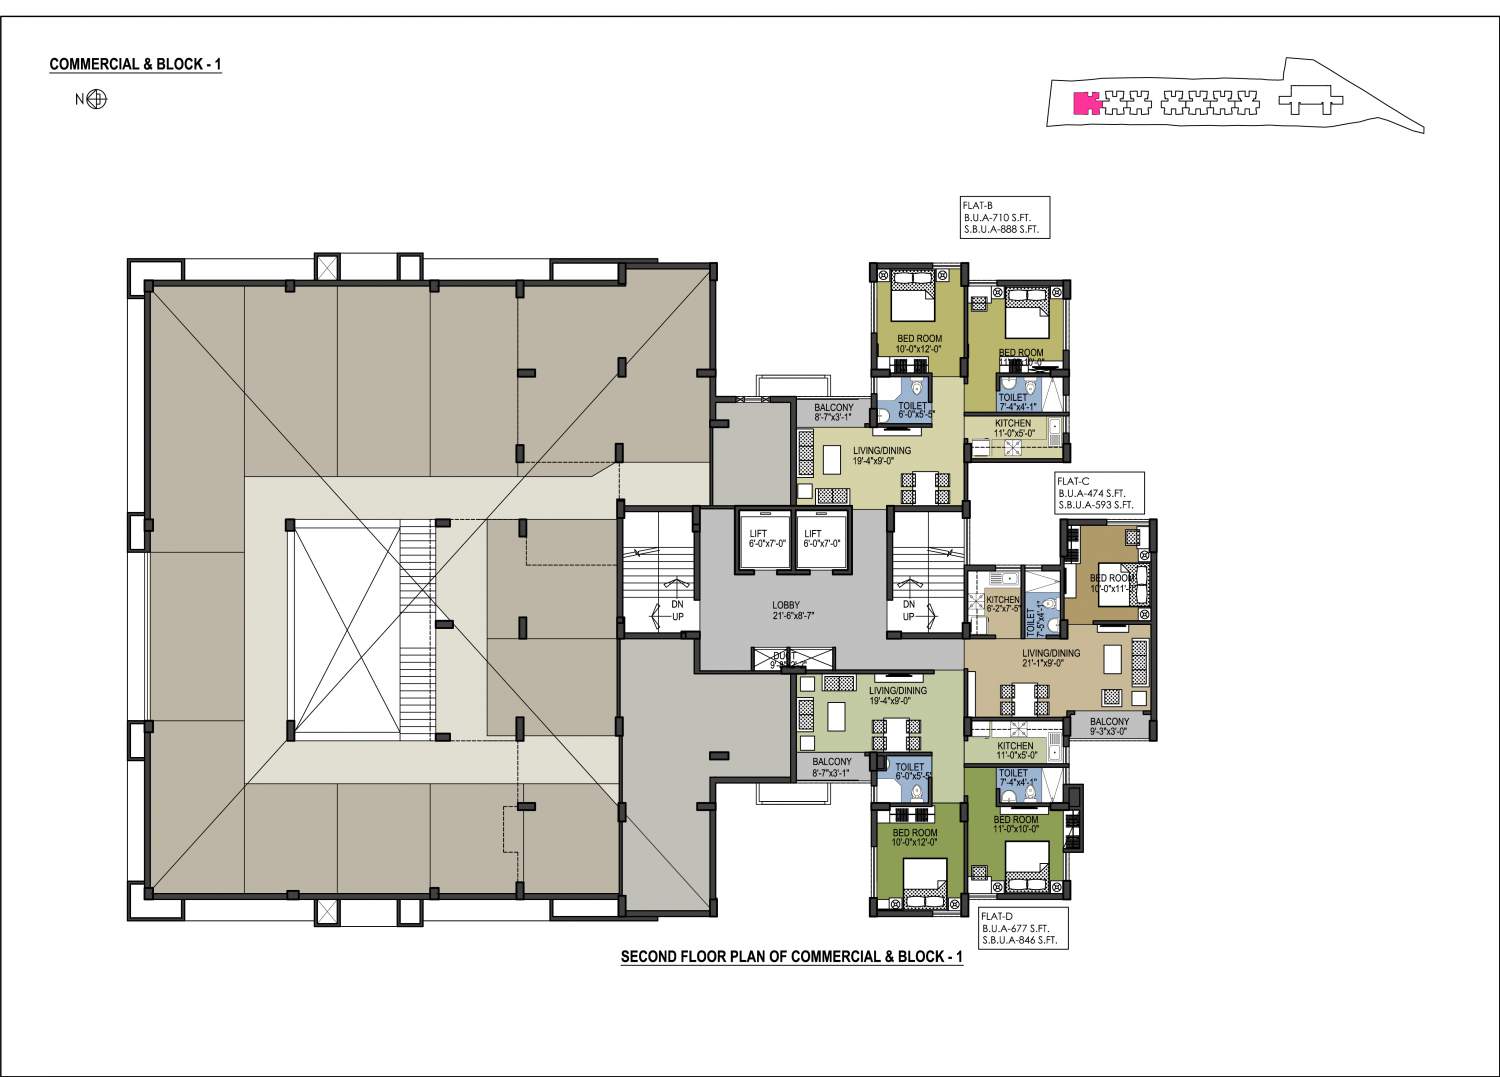 COMMERCIAL & BLOCK - 1
N
FLAT-B
B.U.A-710 S.FT.
S.B.U.A-888 S.FT.
BED ROOM
10'-0"x12'-0"
BED ROOM
11'-0"x10'-0"
TOILET
6'-0"x5'-5"
TOILET
7'-4"x4'-1"
BALCONY
8'-7"x3'-1"
KITCHEN
11'-0"x5'-0"
LIVING/DINING
19'-4"x9'-0"
FLAT-C
B.U.A-474 S.FT.
S.B.U.A-593 S.FT.
LIFT
6'-0"x7'-0"
LIFT
6'-0"x7'-0"
BED ROOM
10'-0"x11'-
KITCHEN
6'-2"x7'-5"
TOILET
7'-5"x4'-1"
DN
UP
LOBBY
21'-6"x8'-7"
DN
UP
DUCT
LIVING/DINING
21'-1"x9'-0"
BALCONY
9'-3"x3'-0"
LIVING/DINING
19'-4"x9'-0"
KITCHEN
11'-0"x5'-0"
BALCONY
8'-7"x3'-1"
TOILET
6'-0"x5'-5"
TOILET
7'-4"x4'-1"
BED ROOM
10'-0"x12'-0"
BED ROOM
11'-0"x10'-0"
FLAT-D
B.U.A-677 S.FT.
S.B.U.A-846 S.FT.
SECOND FLOOR PLAN OF COMMERCIAL & BLOCK - 1